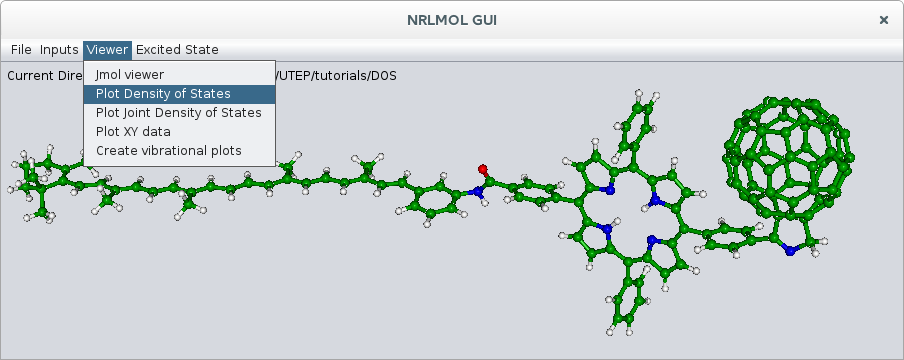 NRLMOL GUI
File Inputs Viewer Excited State
Current Dire /UTEP/tutorials/DOS
Jmol viewer
Plot Density of States
Plot Joint Density of States
Plot XY data
Create vibrational plots